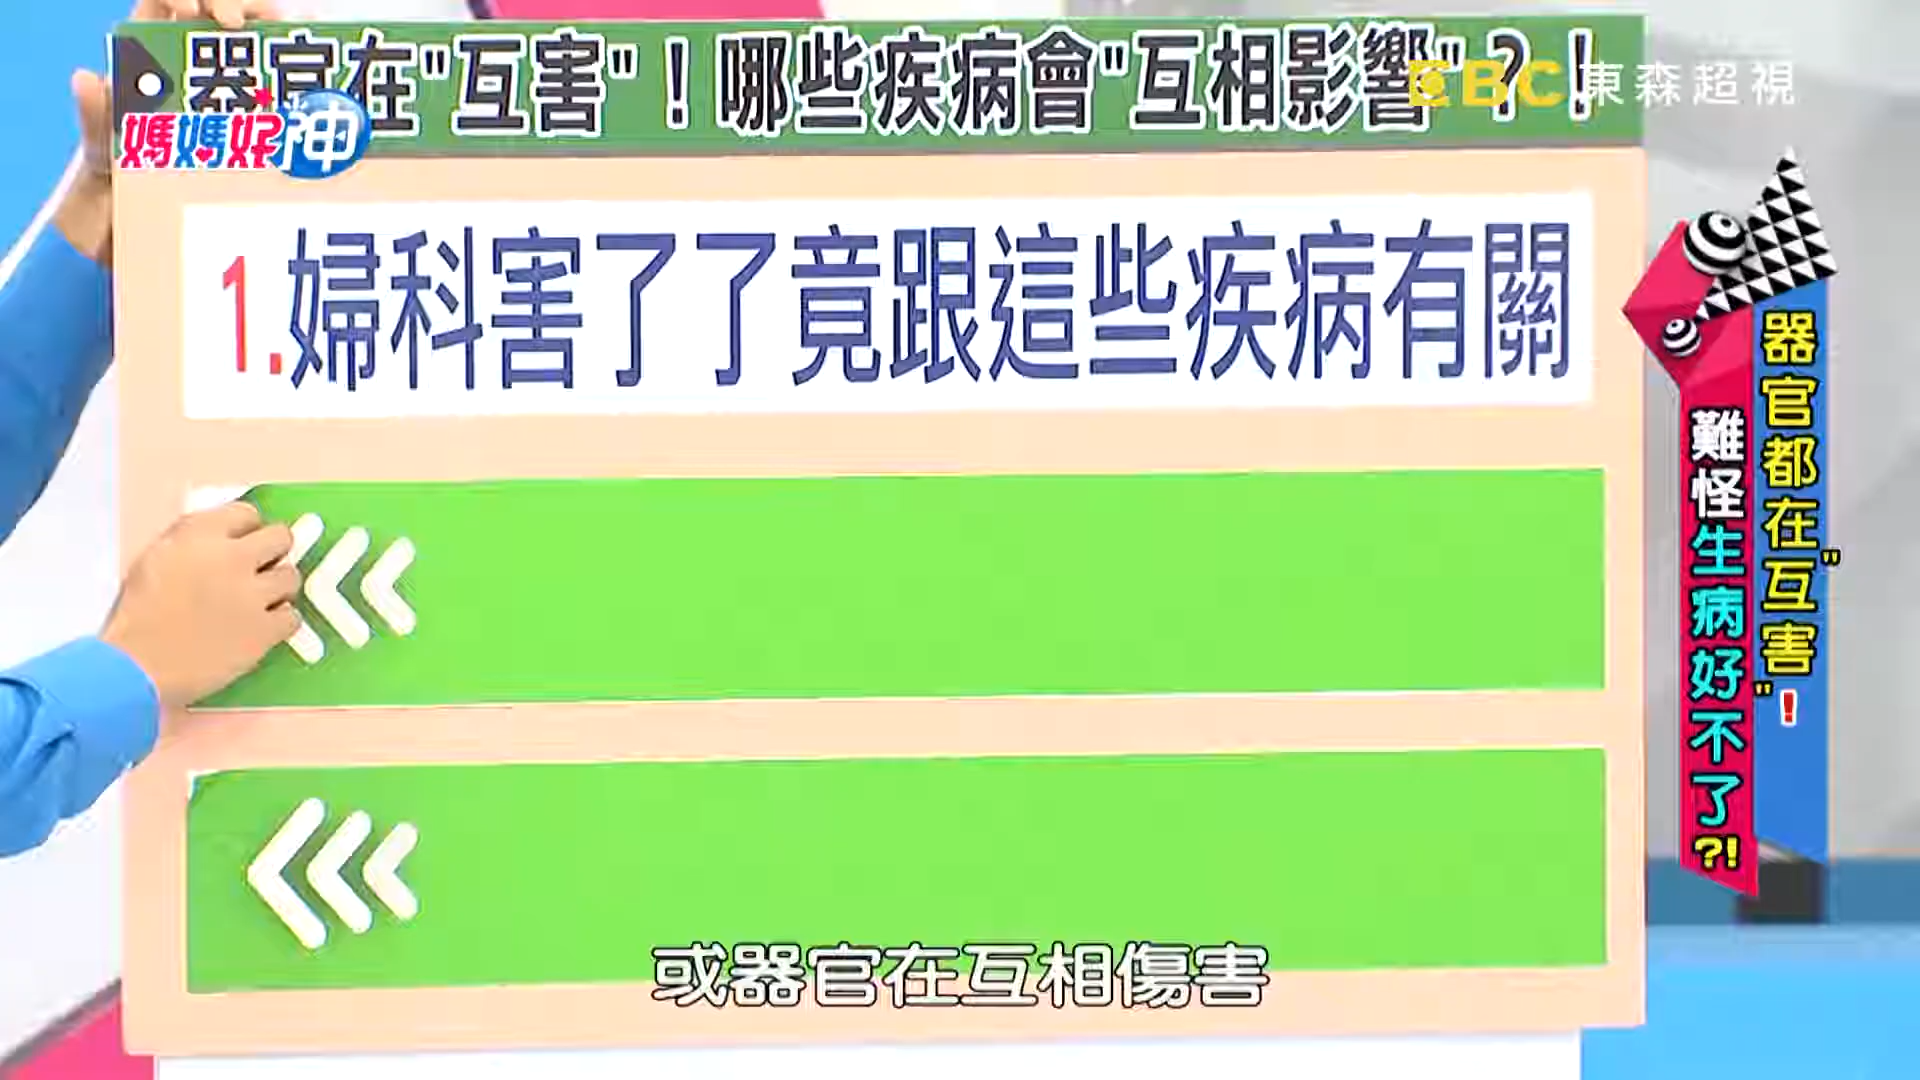 器官在"互害"！哪些疾病會"互相影響"？！
媽媽好神
EBC 東森超視
1.婦科害了了竟跟這些疾病有關
器官都在"互害"！
難怪生病好不了?!
或器官在互相傷害